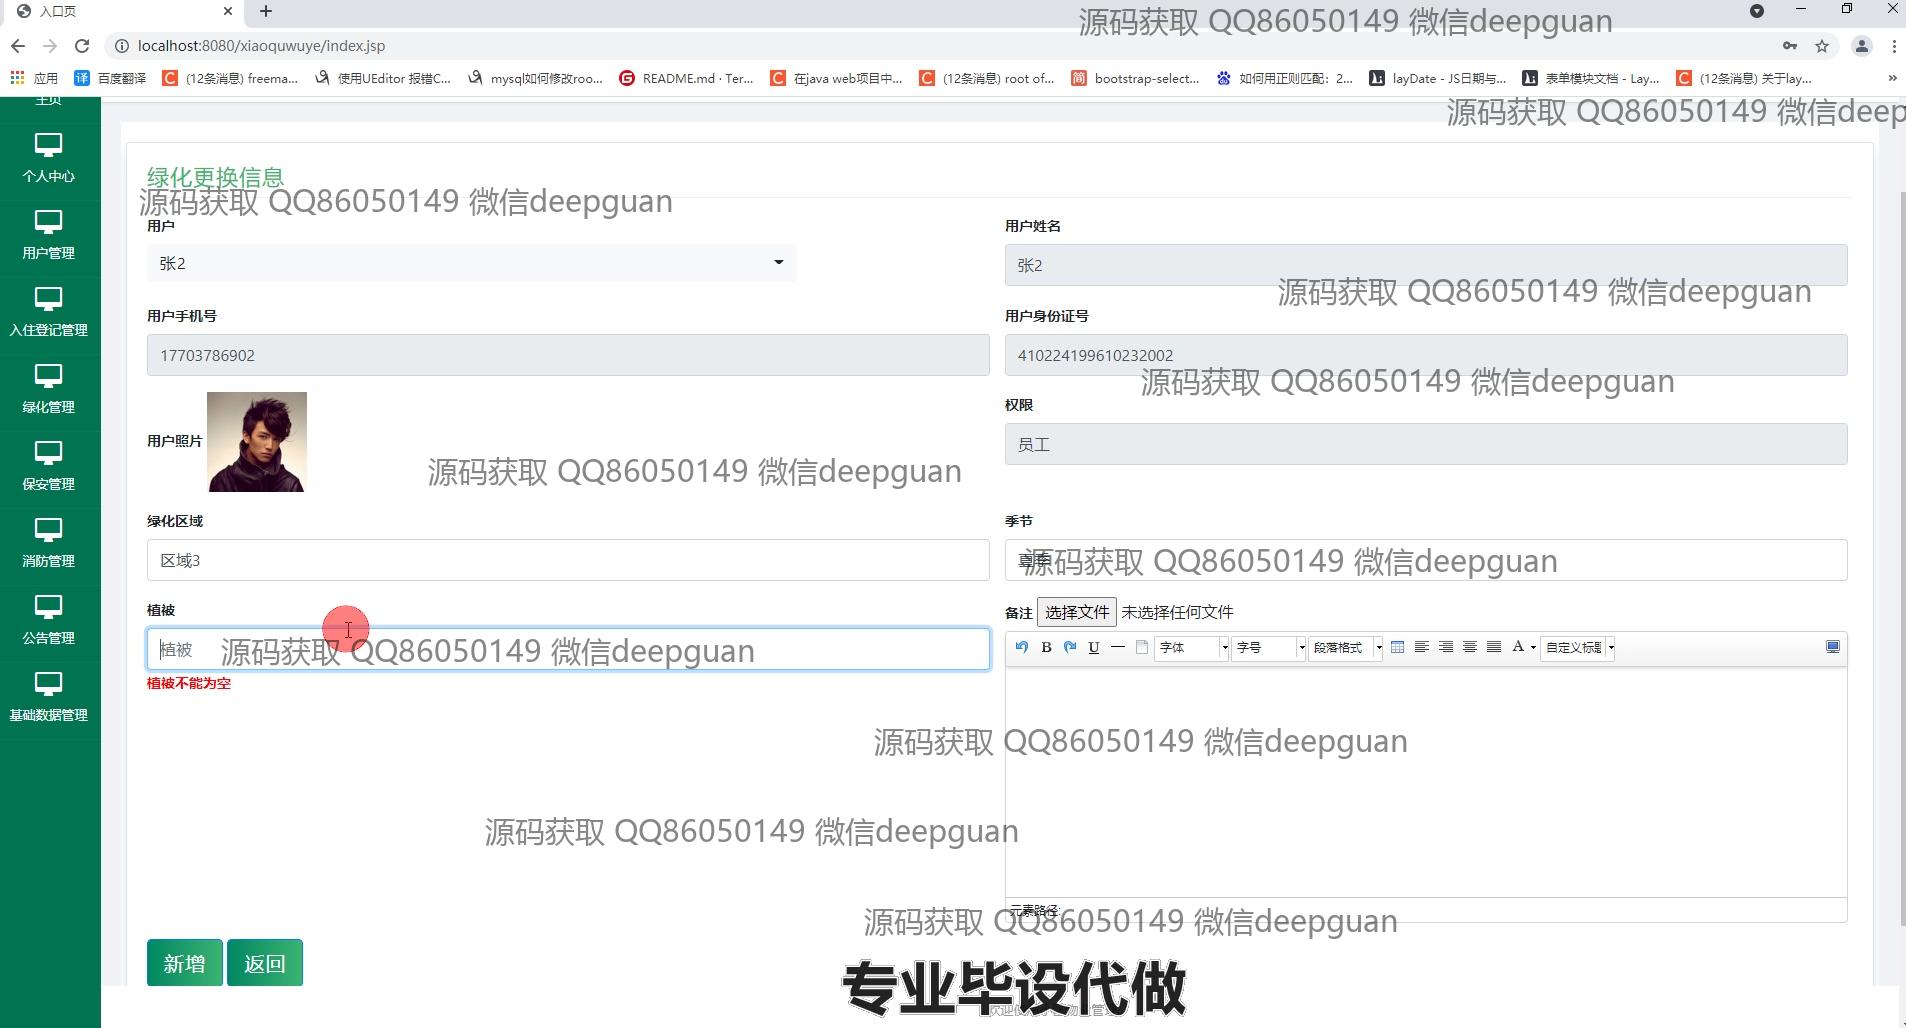 入口页
源码获取 QQ86050149 微信deepguan
localhost:8080/xiaoquwuye/index.jsp
应用 百度翻译 (12条消息) freema... 使用UEditor 报错C... mysql如何修改roo... README.md · Ter... 在java web项目中... (12条消息) root of... bootstrap-select... 如何用正则匹配：2... layDate - JS日期与... 表单模块文档 - Lay... (12条消息) 关于lay... »
主页
源码获取 QQ86050149 微信deep
个人中心
用户管理
入住登记管理
绿化管理
保安管理
消防管理
公告管理
基础数据管理
绿化更换信息
源码获取 QQ86050149 微信deepguan
用户
用户姓名
张2
张2
源码获取 QQ86050149 微信deepguan
用户手机号
用户身份证号
17703786902
410224199610232002
源码获取 QQ86050149 微信deepguan
用户照片
权限
员工
源码获取 QQ86050149 微信deepguan
绿化区域
季节
区域3
源码获取 QQ86050149 微信deepguan
植被
备注 选择文件 未选择任何文件
植被
源码获取 QQ86050149 微信deepguan
B U 字体 字号 段落格式 A 自定义标题
植被不能为空
源码获取 QQ86050149 微信deepguan
源码获取 QQ86050149 微信deepguan
元素路径:
源码获取 QQ86050149 微信deepguan
新增 返回
专业毕设代做